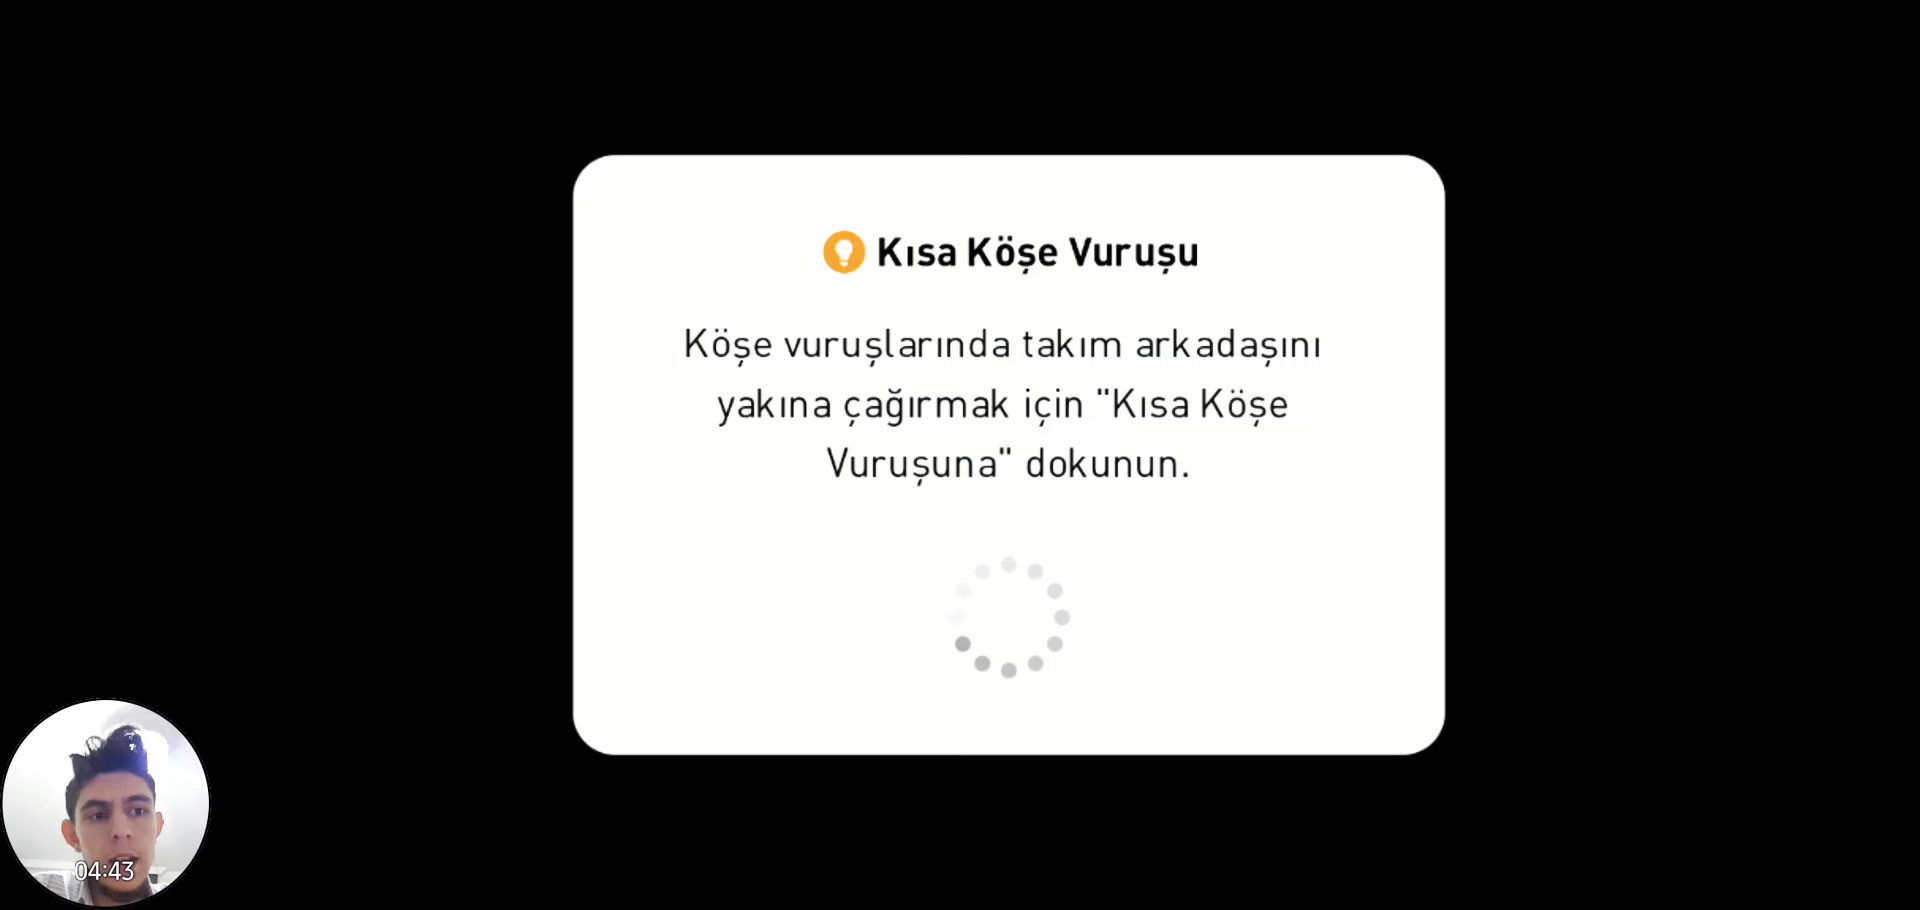 Kısa Köşe Vuruşu
Köşe vuruşlarında takım arkadaşını
yakına çağırmak için "Kısa Köşe
Vuruşuna" dokunun.
04:43